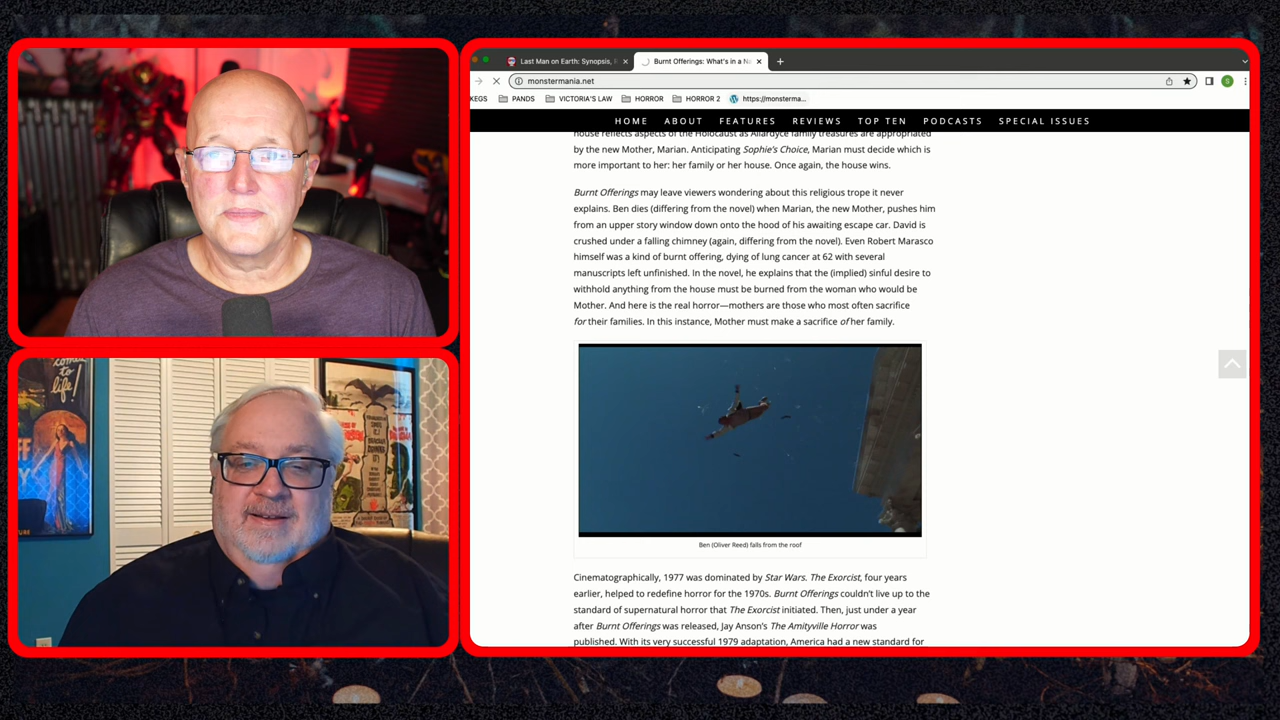 Last Man on Earth: Synopsis,
Burnt Offerings: What's in a Na
monstermania.net
KEGS PANDS VICTORIA'S LAW HORROR HORROR 2 https://monsterma...
HOME ABOUT FEATURES REVIEWS TOP TEN PODCASTS SPECIAL ISSUES
house reflects aspects of the Holocaust as Allardyce family treasures are appropriated
by the new Mother, Marian. Anticipating Sophie's Choice, Marian must decide which is
more important to her: her family or her house. Once again, the house wins.
Burnt Offerings may leave viewers wondering about this religious trope it never
explains. Ben dies (differing from the novel) when Marian, the new Mother, pushes him
from an upper story window down onto the hood of his awaiting escape car. David is
crushed under a falling chimney (again, differing from the novel). Even Robert Marasco
himself was a kind of burnt offering, dying of lung cancer at 62 with several
manuscripts left unfinished. In the novel, he explains that the (implied) sinful desire to
withhold anything from the house must be burned from the woman who would be
Mother. And here is the real horror—mothers are those who most often sacrifice
for their families. In this instance, Mother must make a sacrifice of her family.
Ben (Oliver Reed) falls from the roof
Cinematographically, 1977 was dominated by Star Wars. The Exorcist, four years
earlier, helped to redefine horror for the 1970s. Burnt Offerings couldn't live up to the
standard of supernatural horror that The Exorcist initiated. Then, just under a year
after Burnt Offerings was released, Jay Anson's The Amityville Horror was
published. With its very successful 1979 adaptation, America had a new standard for
come
to
life!